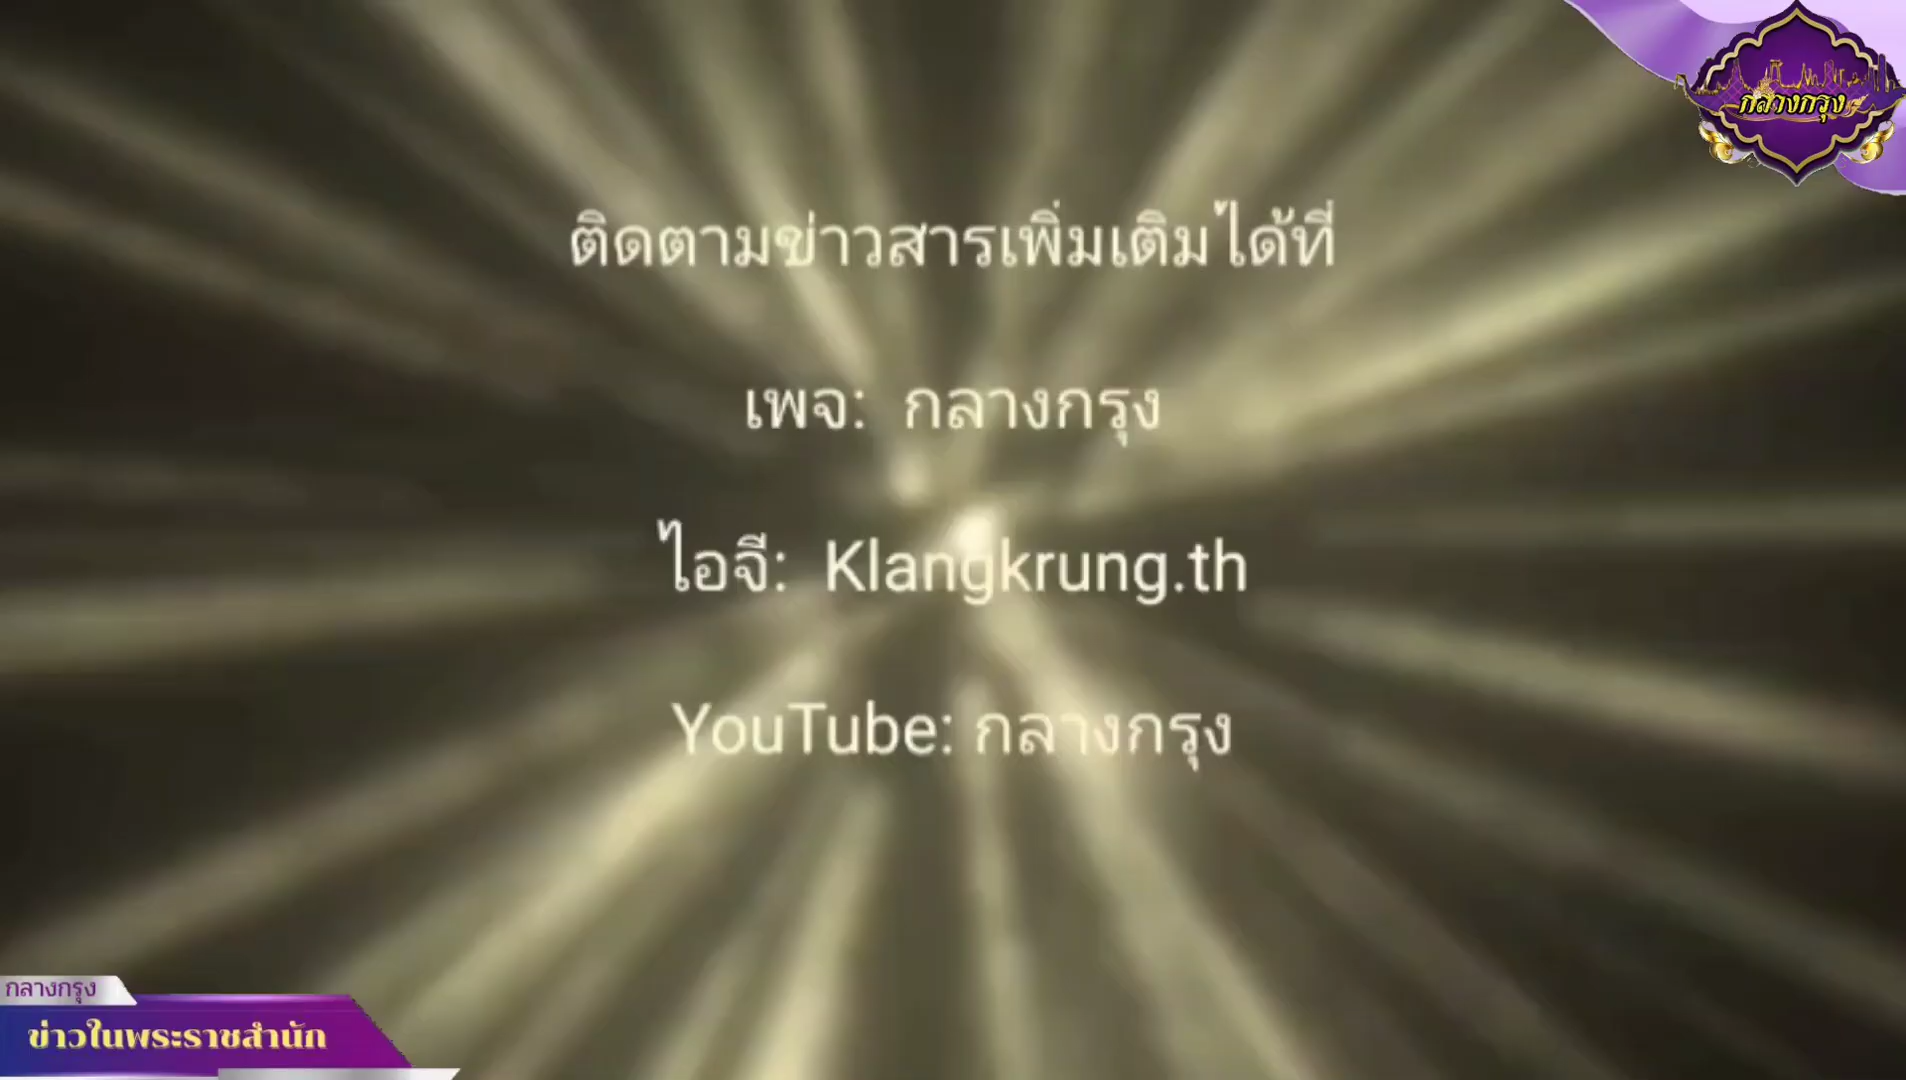 กลางกรุง
ติดตามข่าวสารเพิ่มเติมได้ที่
เพจ: กลางกรุง
ไอจี: Klangkrung.th
YouTube: กลางกรุง
กลางกรุง
ข่าวในพระราชสำนัก